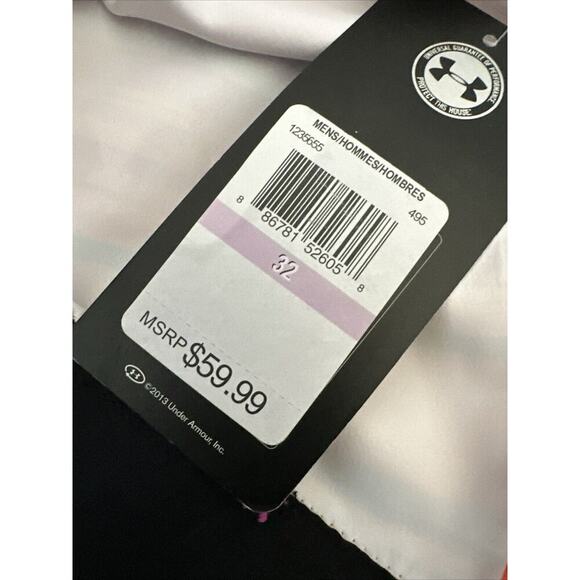 UNIVERSAL GUARANTEE OF PERFORMANCE
PROTECT THIS HOUSE
MENS/HOMMES/HOMBRES
1235655
495
8 86781 52605 8
32
MSRP $59.99
©2013 Under Armour, Inc.